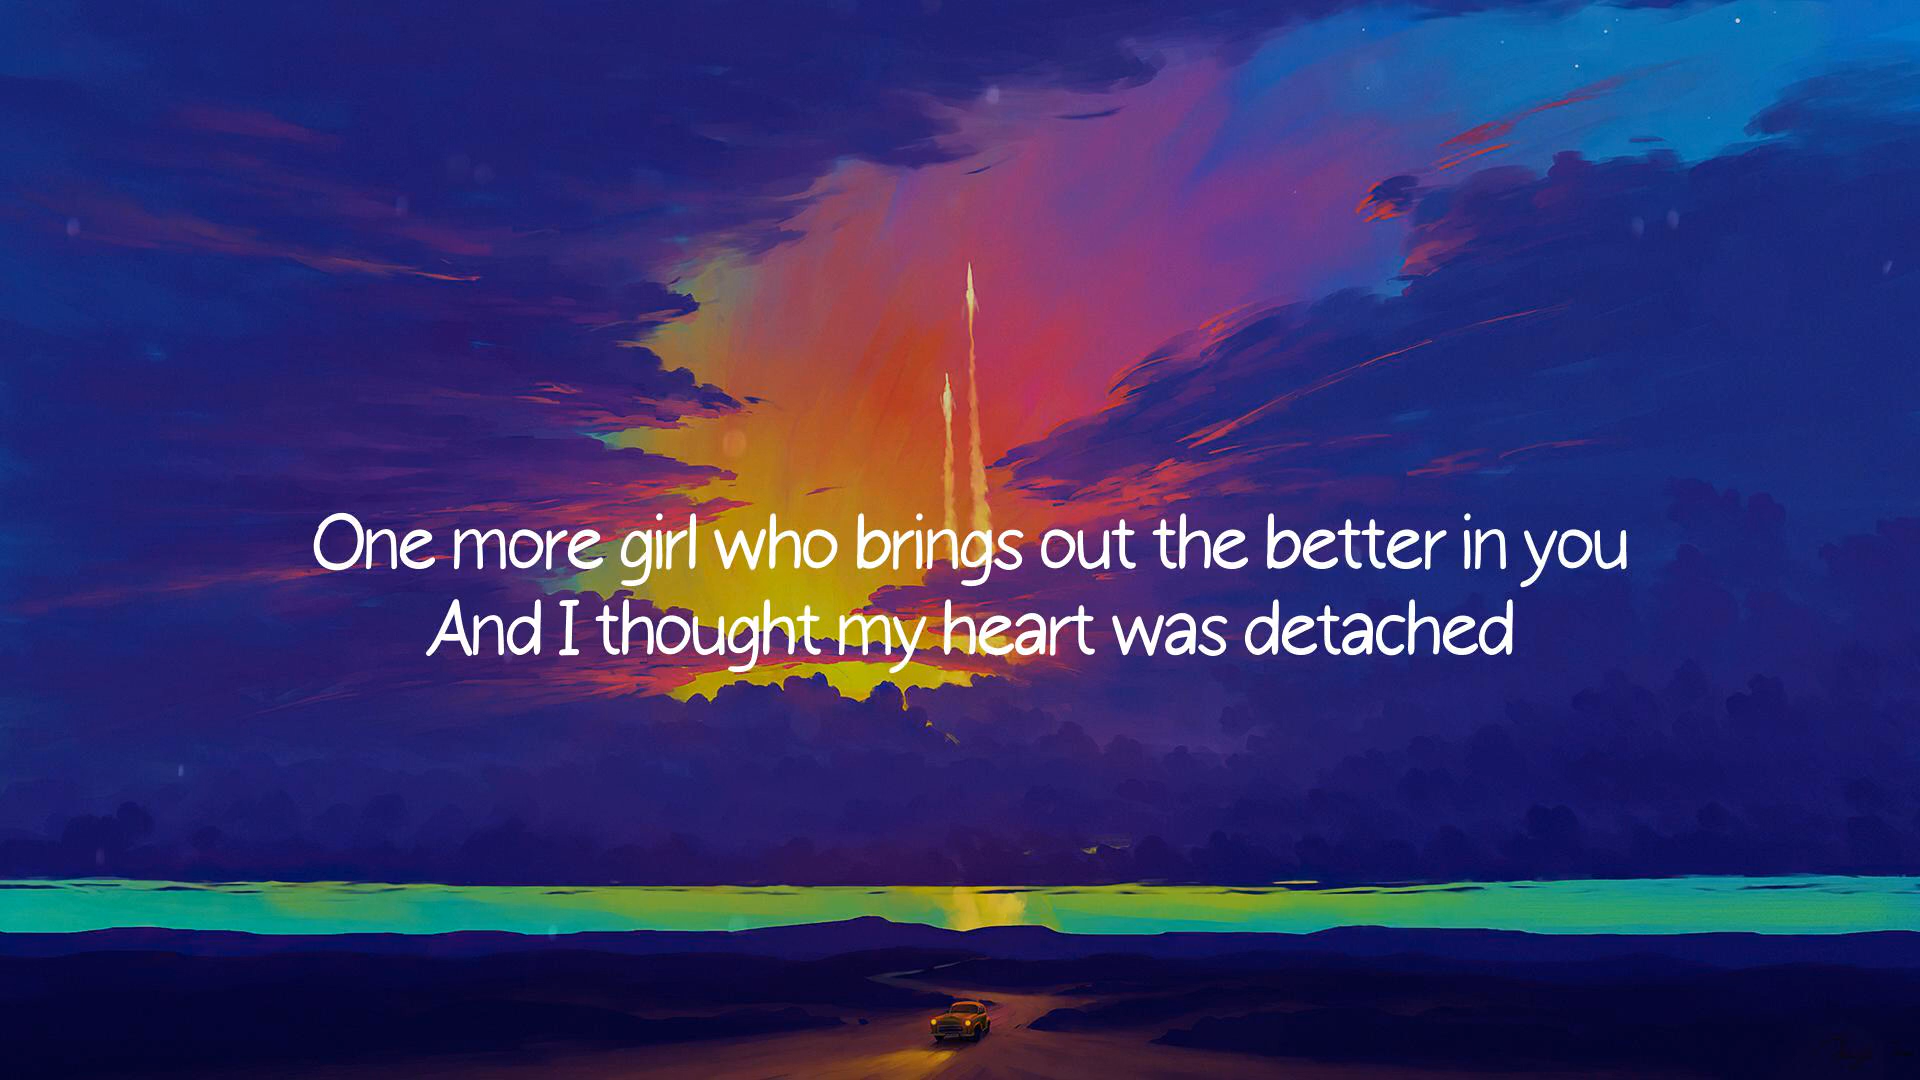 One more girl who brings out the better in you
And I thought my heart was detached